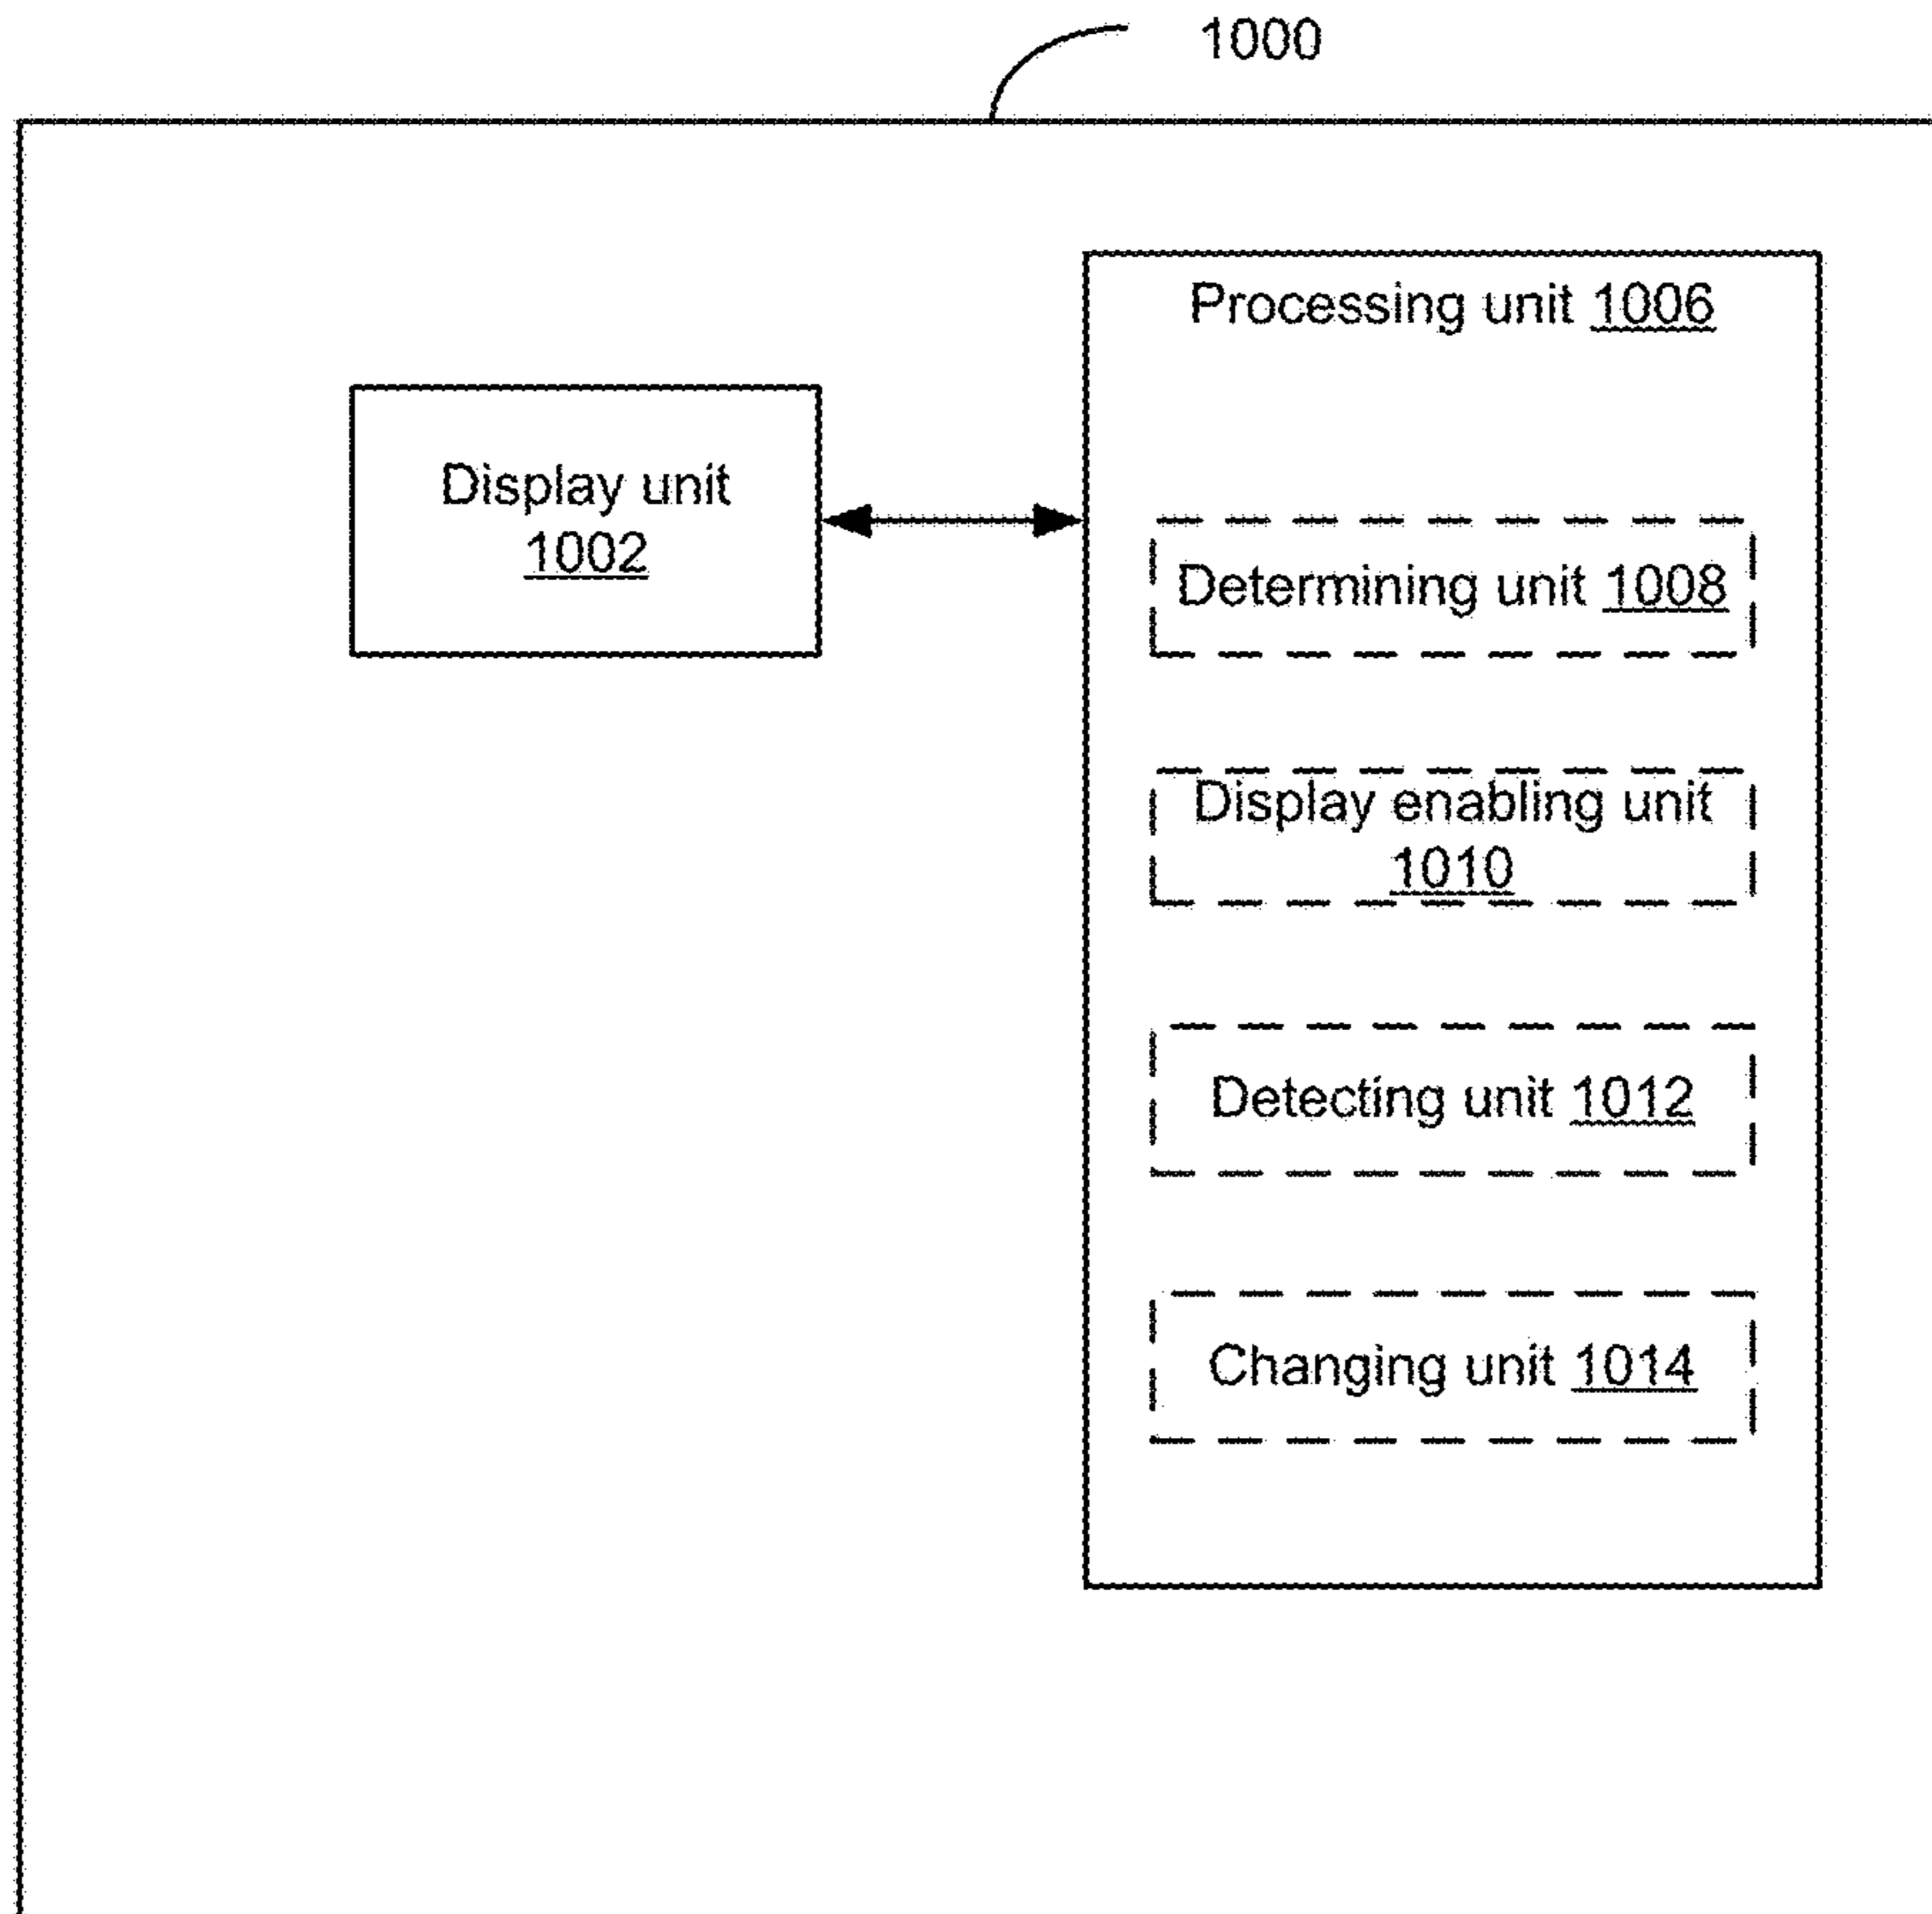 1000
Processing unit 1006
Display unit
1002
Determining unit 1008
Display enabling unit
1010
Detecting unit 1012
Changing unit 1014